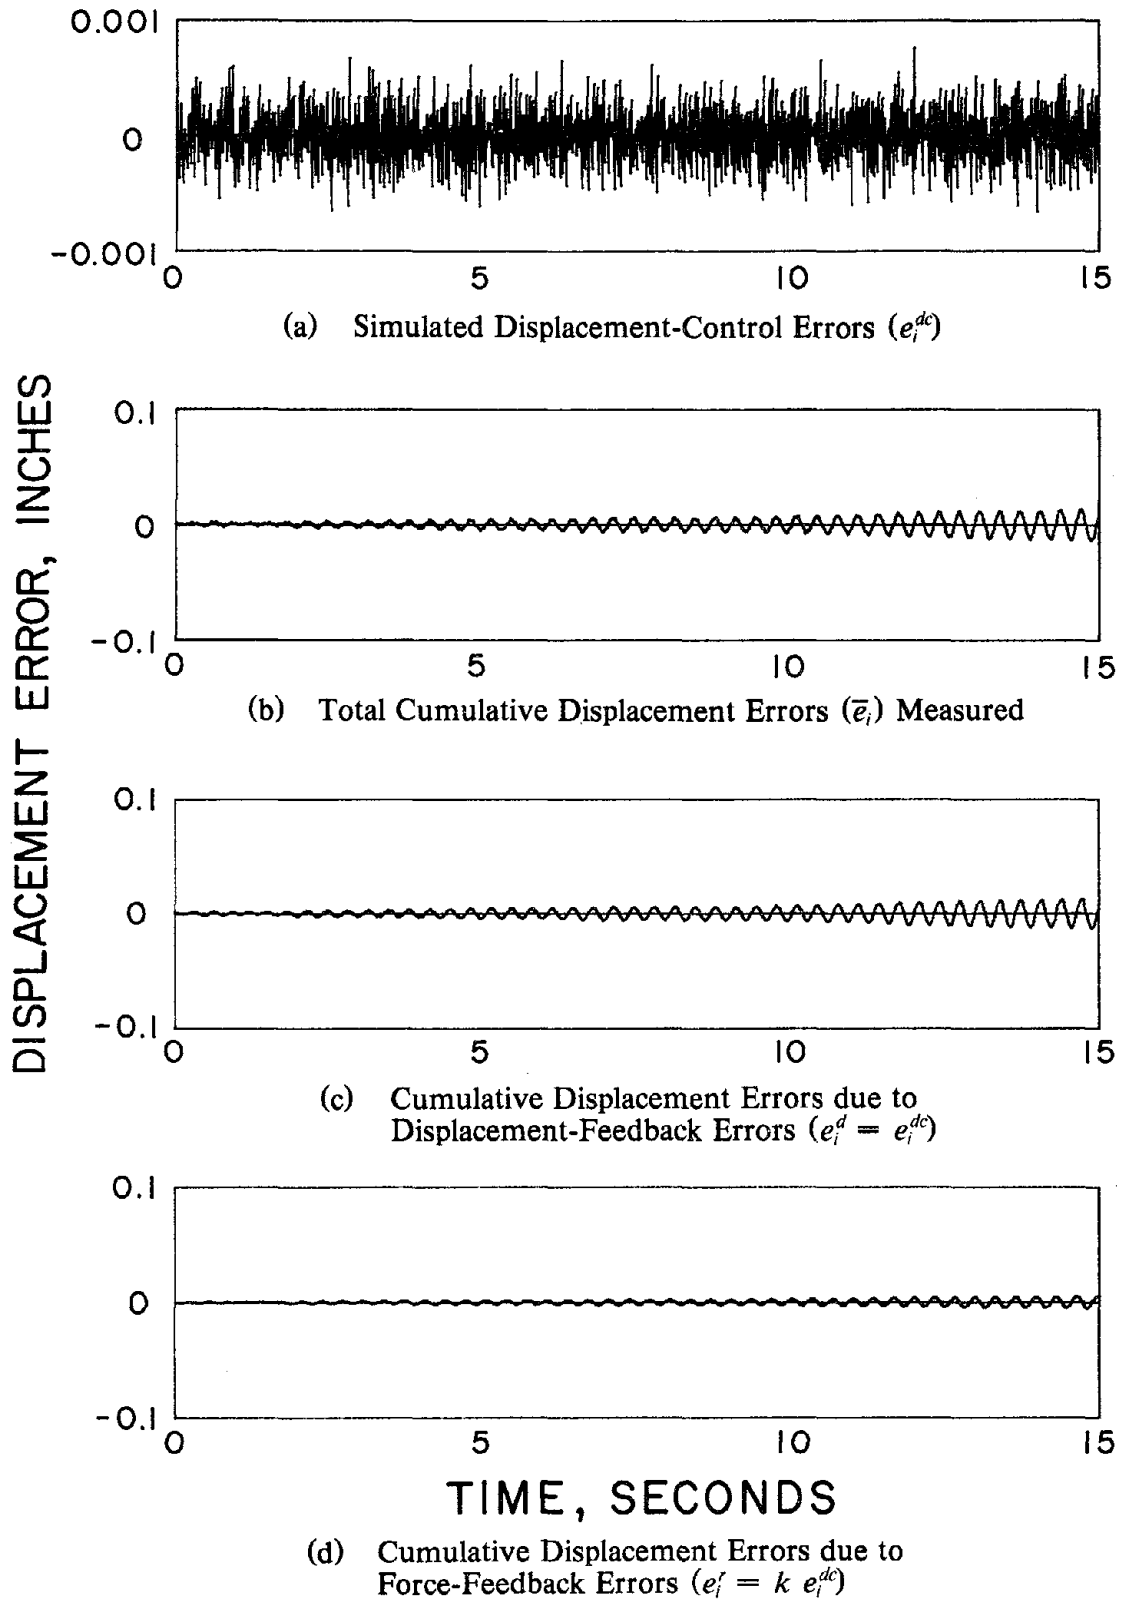 0.001
0
-0.001
0 5 10 15
(a) Simulated Displacement-Control Errors (e_i^{dc})
DISPLACEMENT ERROR, INCHES
0.1
0
-0.1
0 5 10 15
(b) Total Cumulative Displacement Errors (e̅_i) Measured
0.1
0
-0.1
0 5 10 15
(c) Cumulative Displacement Errors due to
Displacement-Feedback Errors (e_i^d = e_i^{dc})
0.1
0
-0.1
0 5 10 15
TIME, SECONDS
(d) Cumulative Displacement Errors due to
Force-Feedback Errors (e_i^r = k e_i^{dc})